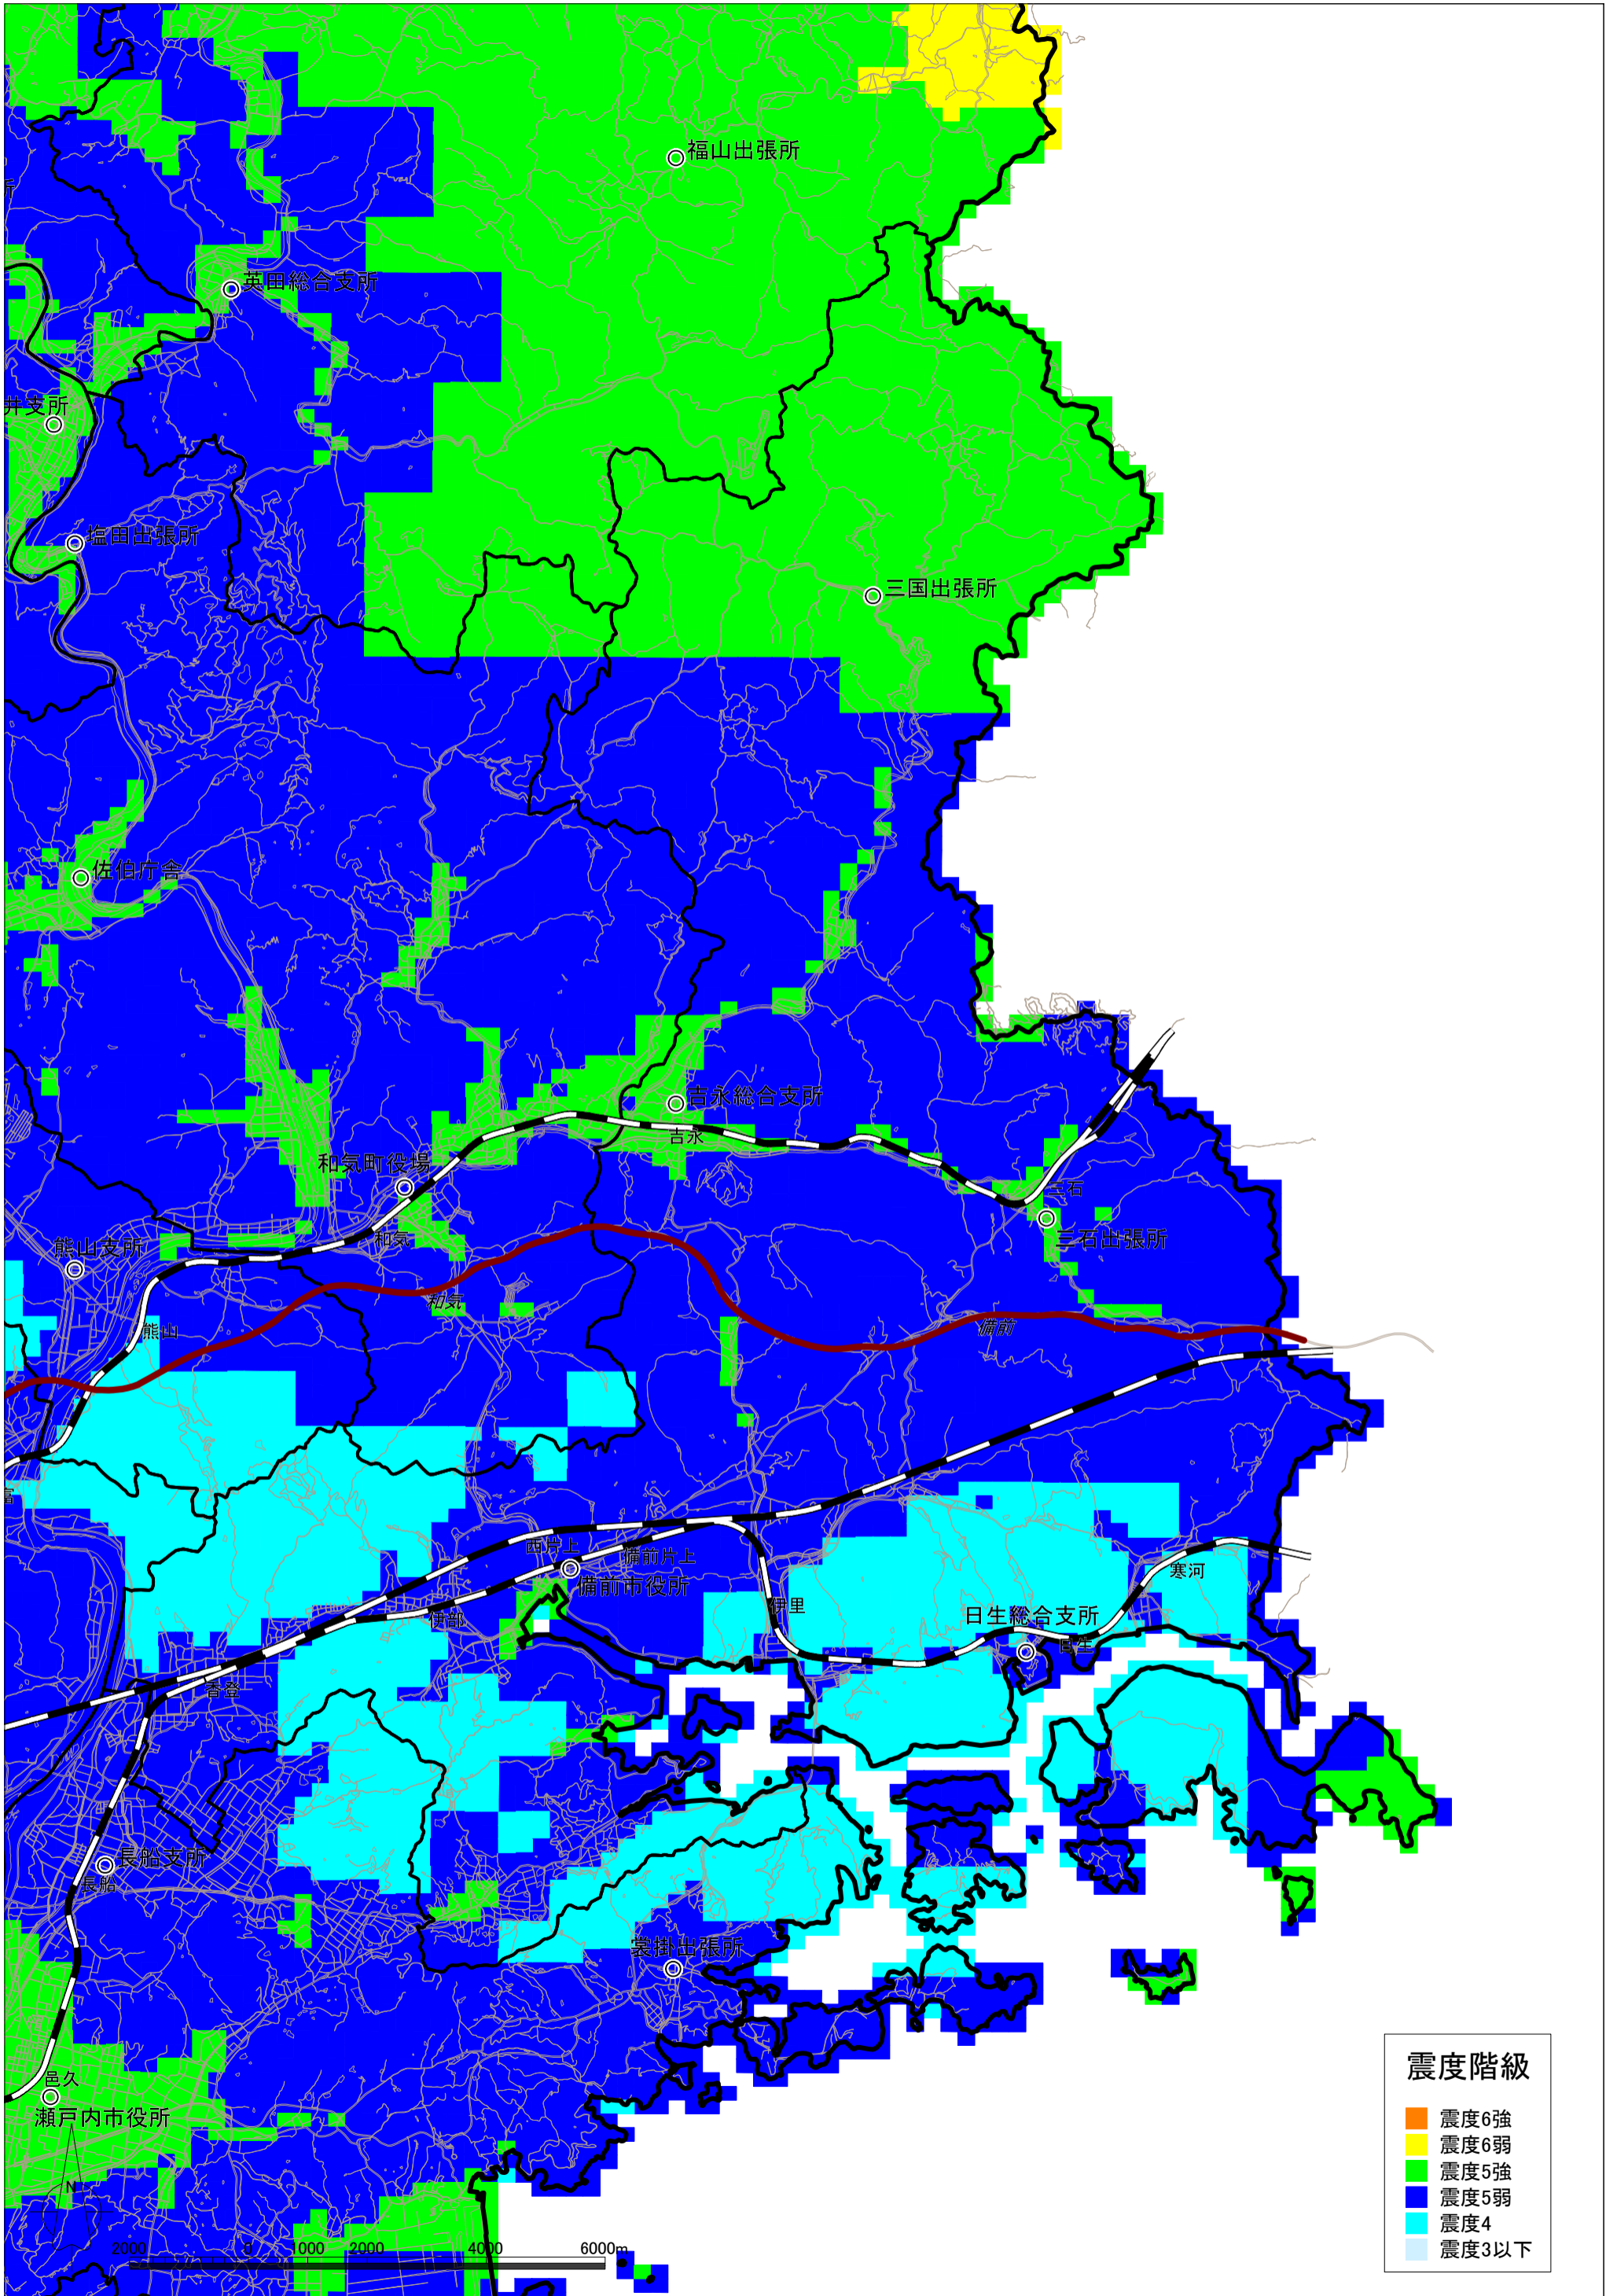 福山出張所
所
英田総合支所
井支所
塩田出張所
三国出張所
佐伯庁舎
吉永総合支所
吉永
和気町役場
三石
三石出張所
和気
熊山支所
和気
備前
熊山
富
西片上
備前片上
備前市役所
寒河
伊里
伊部
日生総合支所
日生
香登
長船支所
長船
裳掛出張所
邑久
瀬戸内市役所
N
2000 0 1000 2000 4000 6000m
震度階級
震度6強
震度6弱
震度5強
震度5弱
震度4
震度3以下